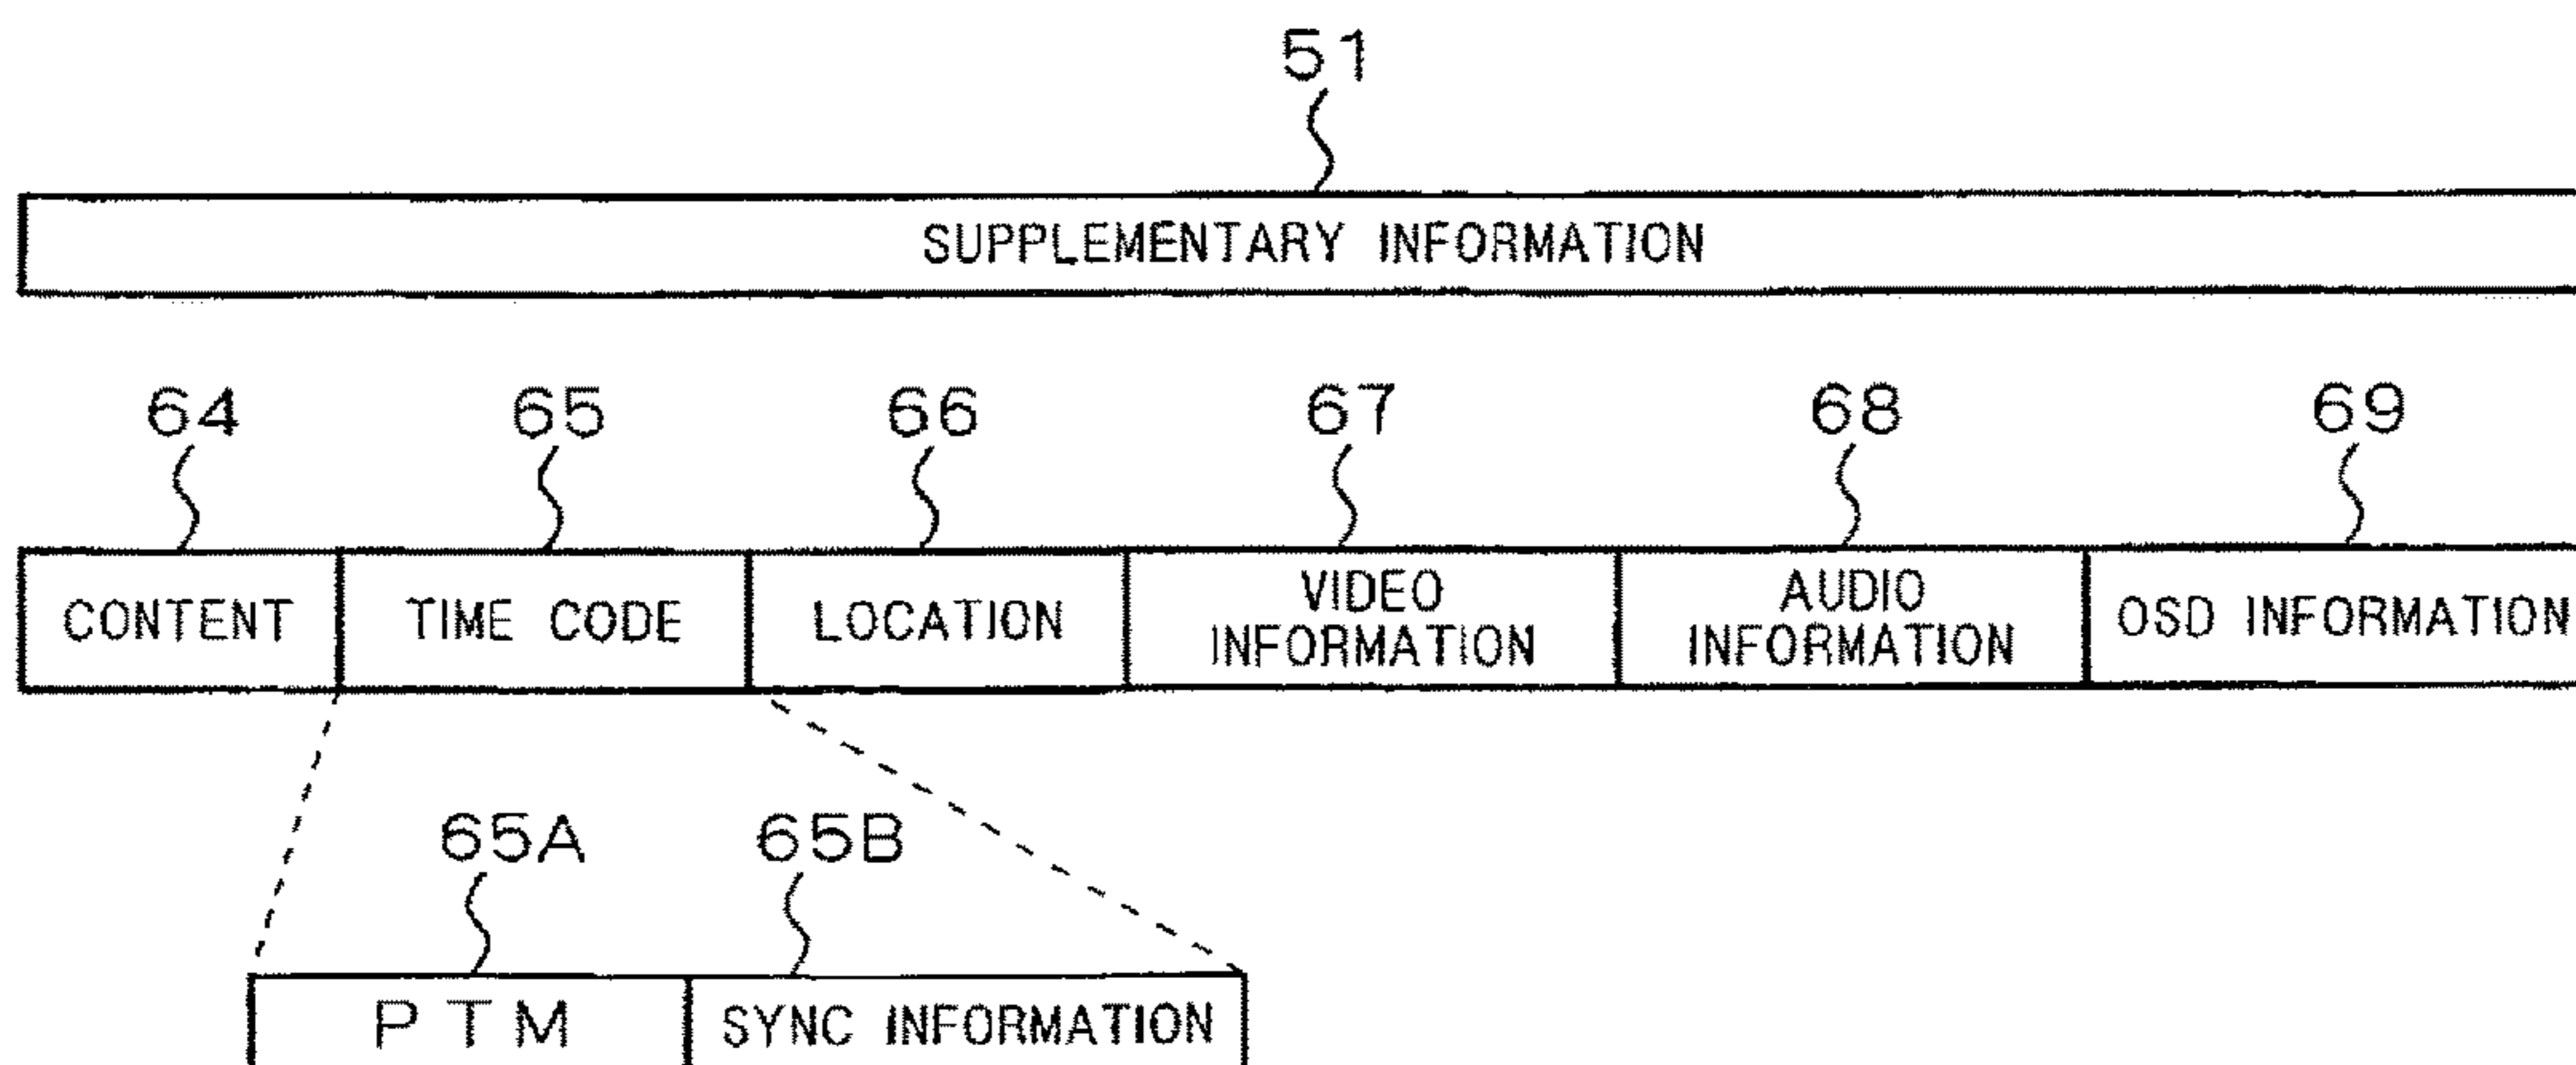 51
SUPPLEMENTARY INFORMATION
64 65 66 67 68 69
CONTENT
TIME CODE
LOCATION
VIDEO
INFORMATION
AUDIO
INFORMATION
OSD INFORMATION
65A 65B
PTM
SYNC INFORMATION